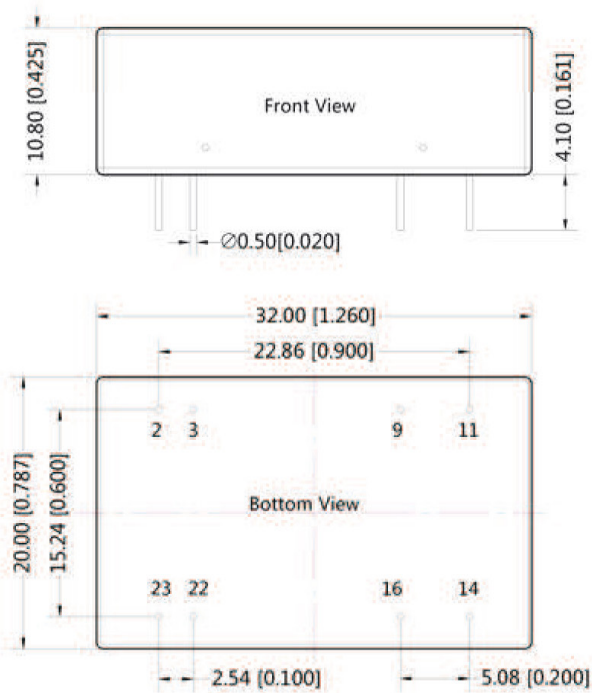 10.80 [0.425]
Front View
4.10 [0.161]
∅0.50[0.020]
32.00 [1.260]
22.86 [0.900]
2 3 9 11
20.00 [0.787]
15.24 [0.600]
Bottom View
23 22 16 14
2.54 [0.100]
5.08 [0.200]